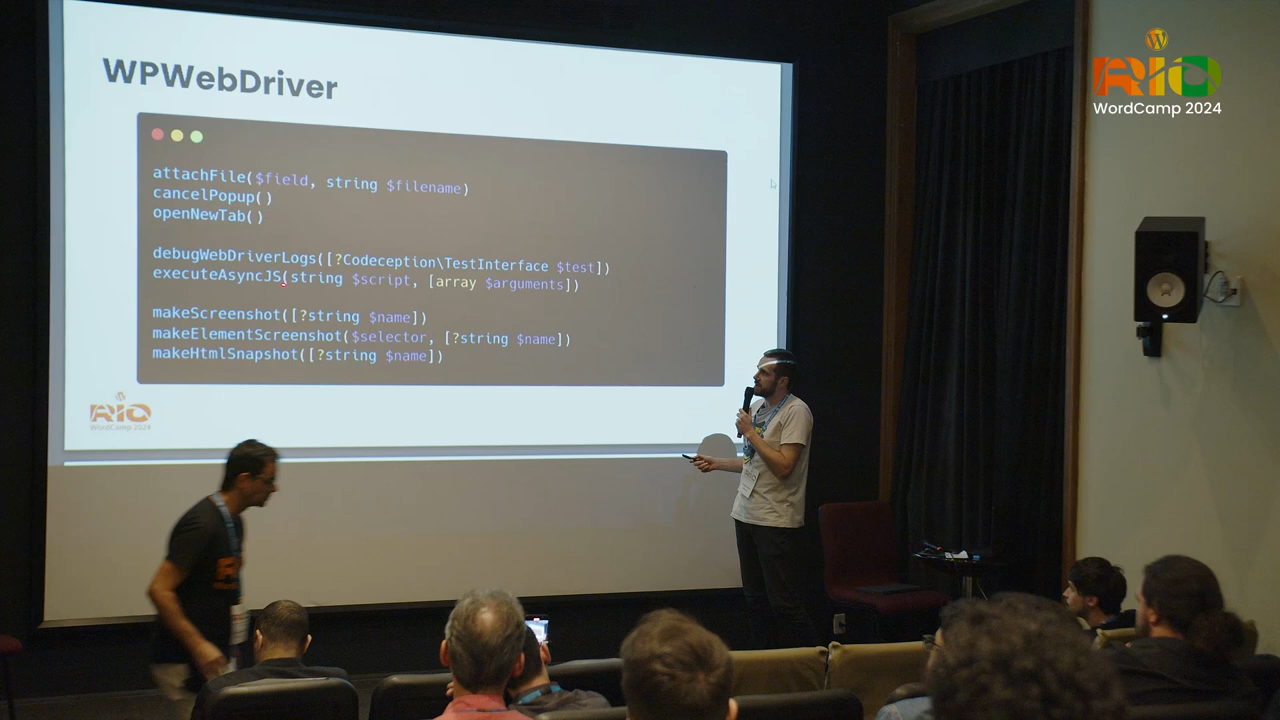 WPWebDriver
attachFile($field, string $filename)
cancelPopup()
openNewTab()
debugWebDriverLogs([?Codeception\TestInterface $test])
executeAsyncJS(string $script, [array $arguments])
makeScreenshot([?string $name])
makeElementScreenshot($selector, [?string $name])
makeHtmlSnapshot([?string $name])
RIO
WordCamp 2024
RIO
WordCamp 2024